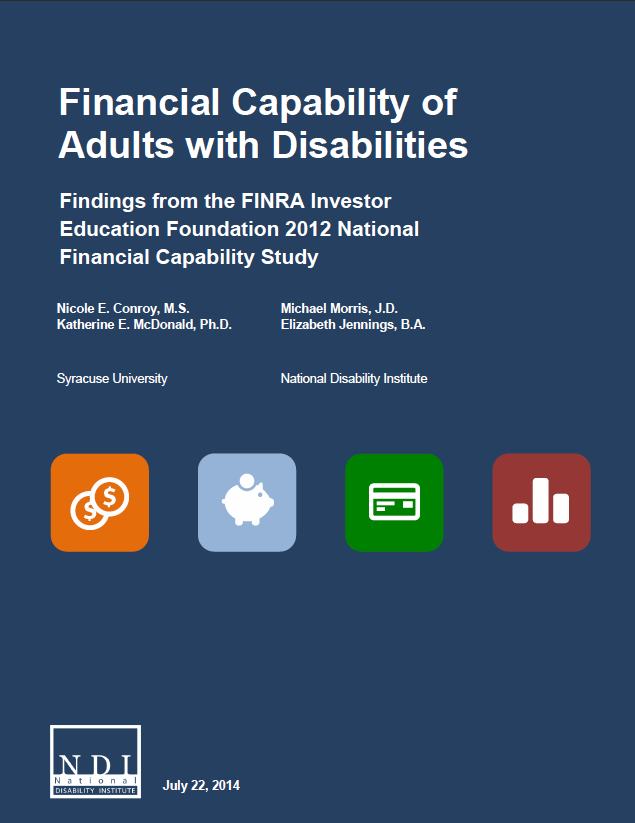 Financial Capability of
Adults with Disabilities
Findings from the FINRA Investor
Education Foundation 2012 National
Financial Capability Study
Nicole E. Conroy, M.S.
Katherine E. McDonald, Ph.D.
Michael Morris, J.D.
Elizabeth Jennings, B.A.
Syracuse University
National Disability Institute
$
$
NDI
National
DISABILITY INSTITUTE
July 22, 2014